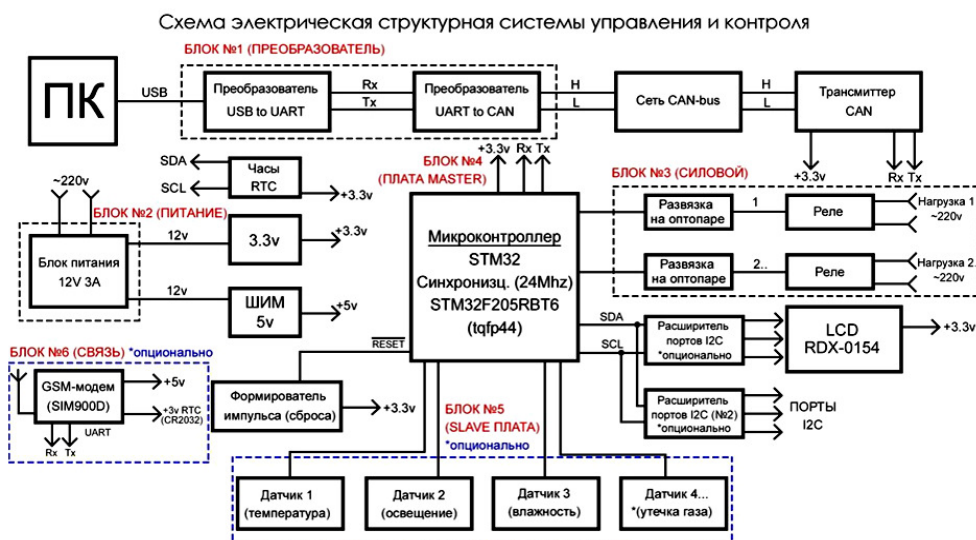 Схема электрическая структурная системы управления и контроля
БЛОК №1 (ПРЕОБРАЗОВАТЕЛЬ)
ПК
USB
Преобразователь
USB to UART
Rx
Tx
Преобразователь
UART to CAN
H
L
Сеть CAN-bus
H
L
Трансмиттер
CAN
+3.3v
Rx Tx
SDA
SCL
Часы
RTC
+3.3v
БЛОК №4
(ПЛАТА MASTER)
+3.3v
Rx
Tx
БЛОК №3 (СИЛОВОЙ)
Развязка
на оптопаре
1
Реле
Нагрузка 1
~220v
Развязка
на оптопаре
2..
Реле
Нагрузка 2..
~220v
~220v
БЛОК №2 (ПИТАНИЕ)
Блок питания
12V 3A
12v
3.3v
+3.3v
12v
ШИМ
5v
+5v
Микроконтроллер
STM32
Синхронизц. (24Mhz)
STM32F205RBT6
(tqfp44)
SDA
SCL
Расширитель
портов I2C
*опционально
LCD
RDX-0154
+3.3v
Расширитель
портов I2C (№2)
*опционально
ПОРТЫ
I2C
RESET
Формирователь
импульса (сброса)
+3.3v
БЛОК №6 (СВЯЗЬ) *опционально
GSM-модем
(SIM900D)
+5v
+3v RTC
(CR2032)
UART
Rx
Tx
БЛОК №5
(SLAVE ПЛАТА)
*опционально
Датчик 1
(температура)
Датчик 2
(освещение)
Датчик 3
(влажность)
Датчик 4...
*(утечка газа)